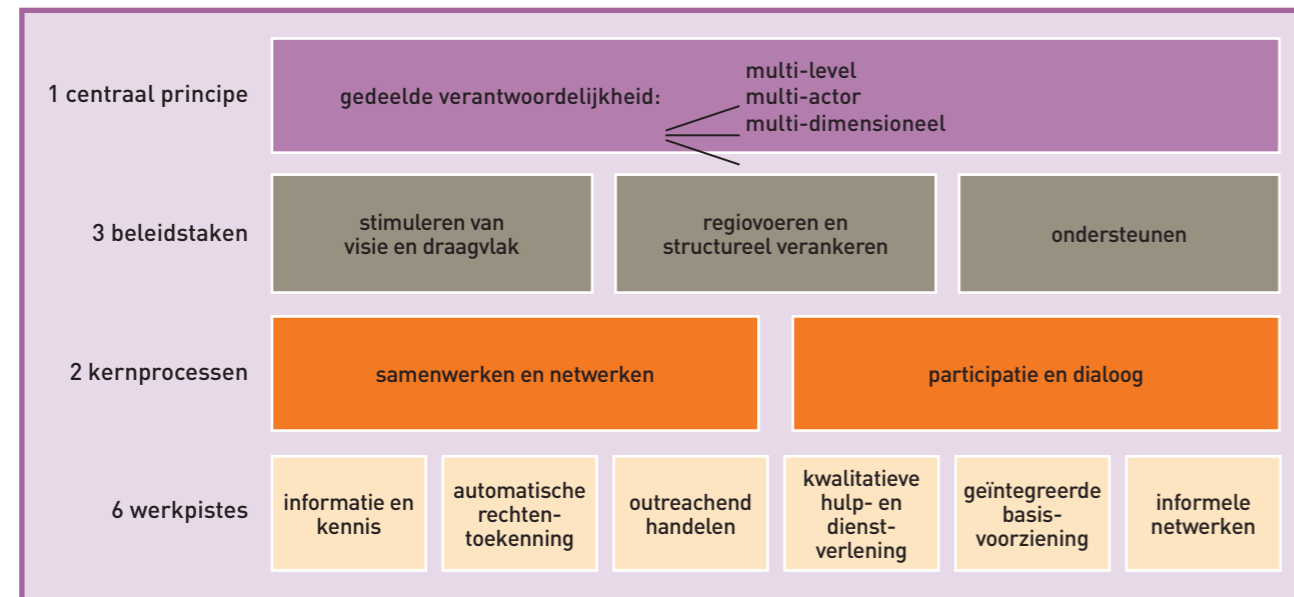 1 centraal principe
gedeelde verantwoordelijkheid:
multi-level
multi-actor
multi-dimensioneel
3 beleidstaken
stimuleren van
visie en draagvlak
regiovoeren en
structureel verankeren
ondersteunen
2 kernprocessen
samenwerken en netwerken
participatie en dialoog
6 werkpistes
informatie en
kennis
automatische
rechten-
toekenning
outreachend
handelen
kwalitatieve
hulp- en
dienst-
verlening
geïntegreerde
basis-
voorziening
informele
netwerken